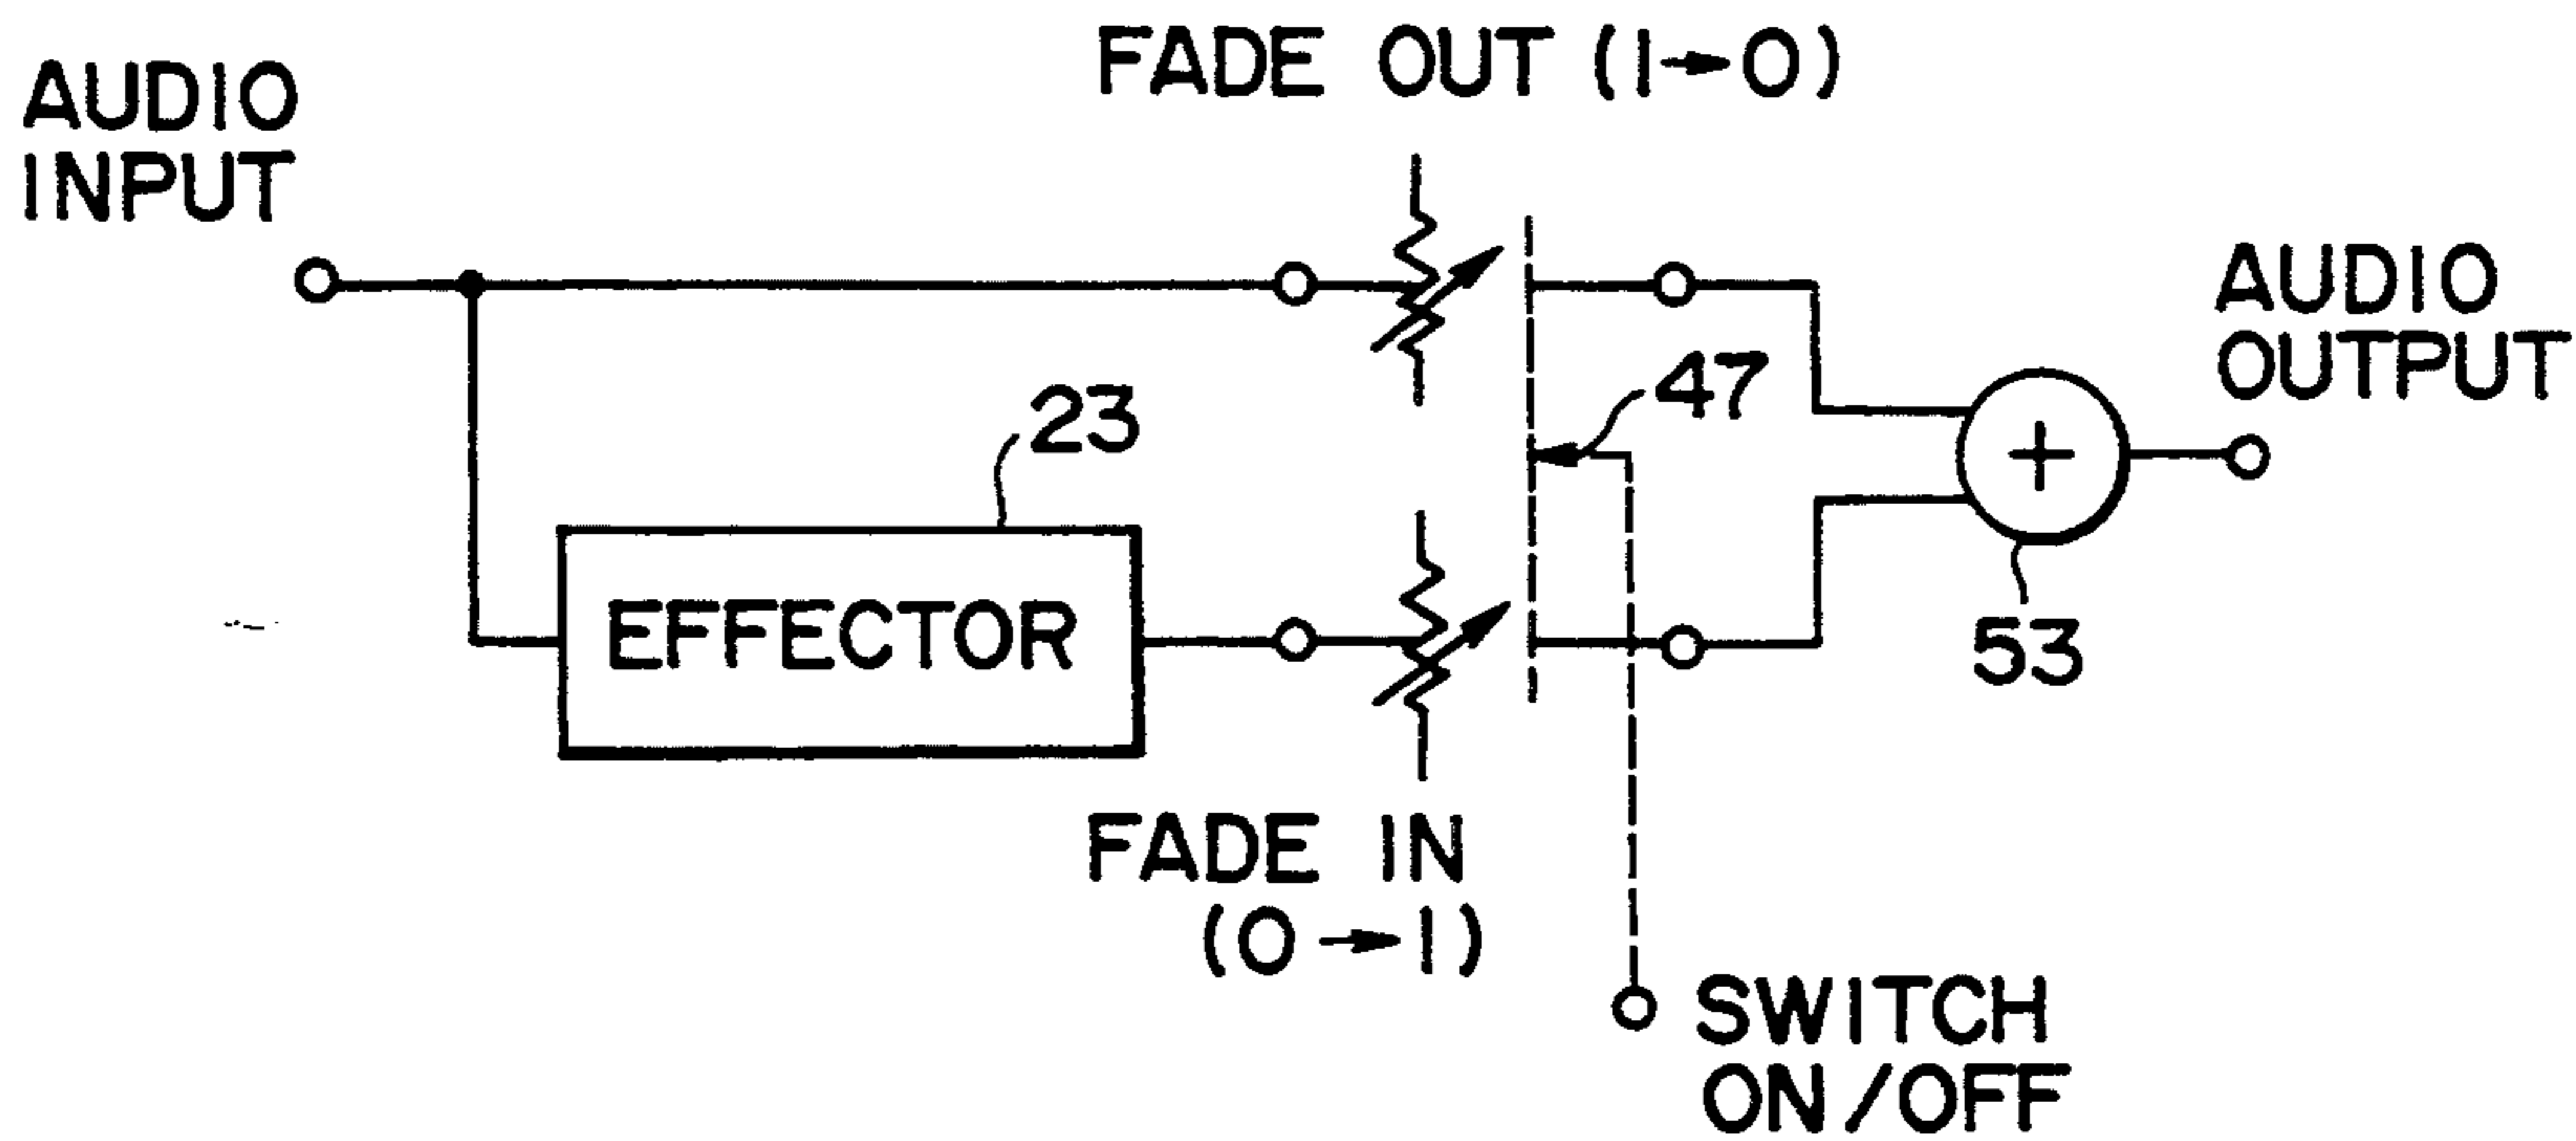 FADE OUT (1→0)
AUDIO
INPUT
AUDIO
OUTPUT
47
23
EFFECTOR
+
53
FADE IN
(0→1)
SWITCH
ON/OFF